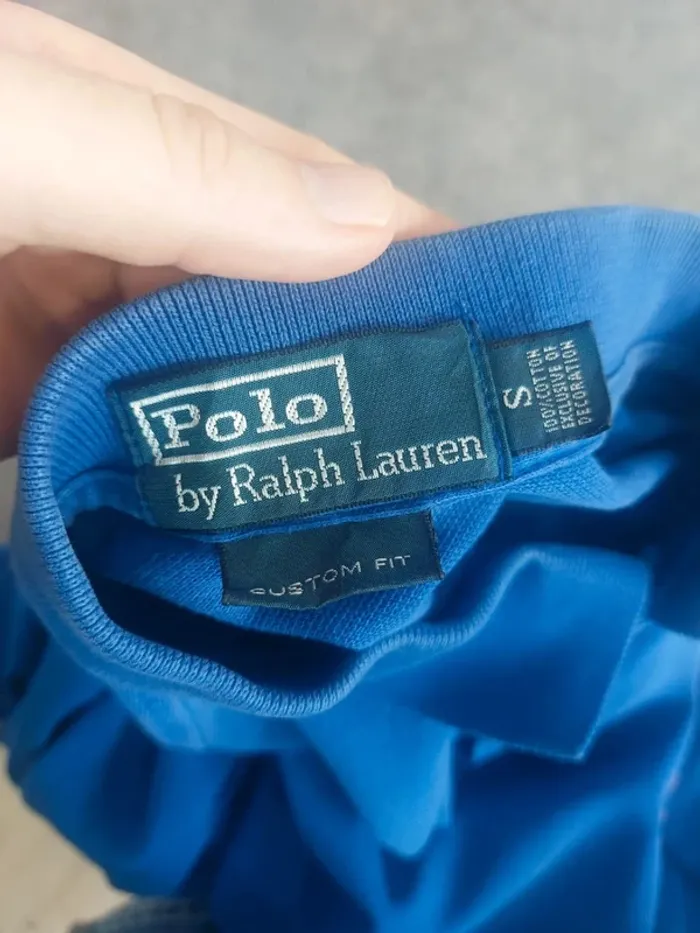 Polo
by Ralph Lauren
S
100%COTTON
EXCLUSIVE OF
DECORATION
CUSTOM FIT